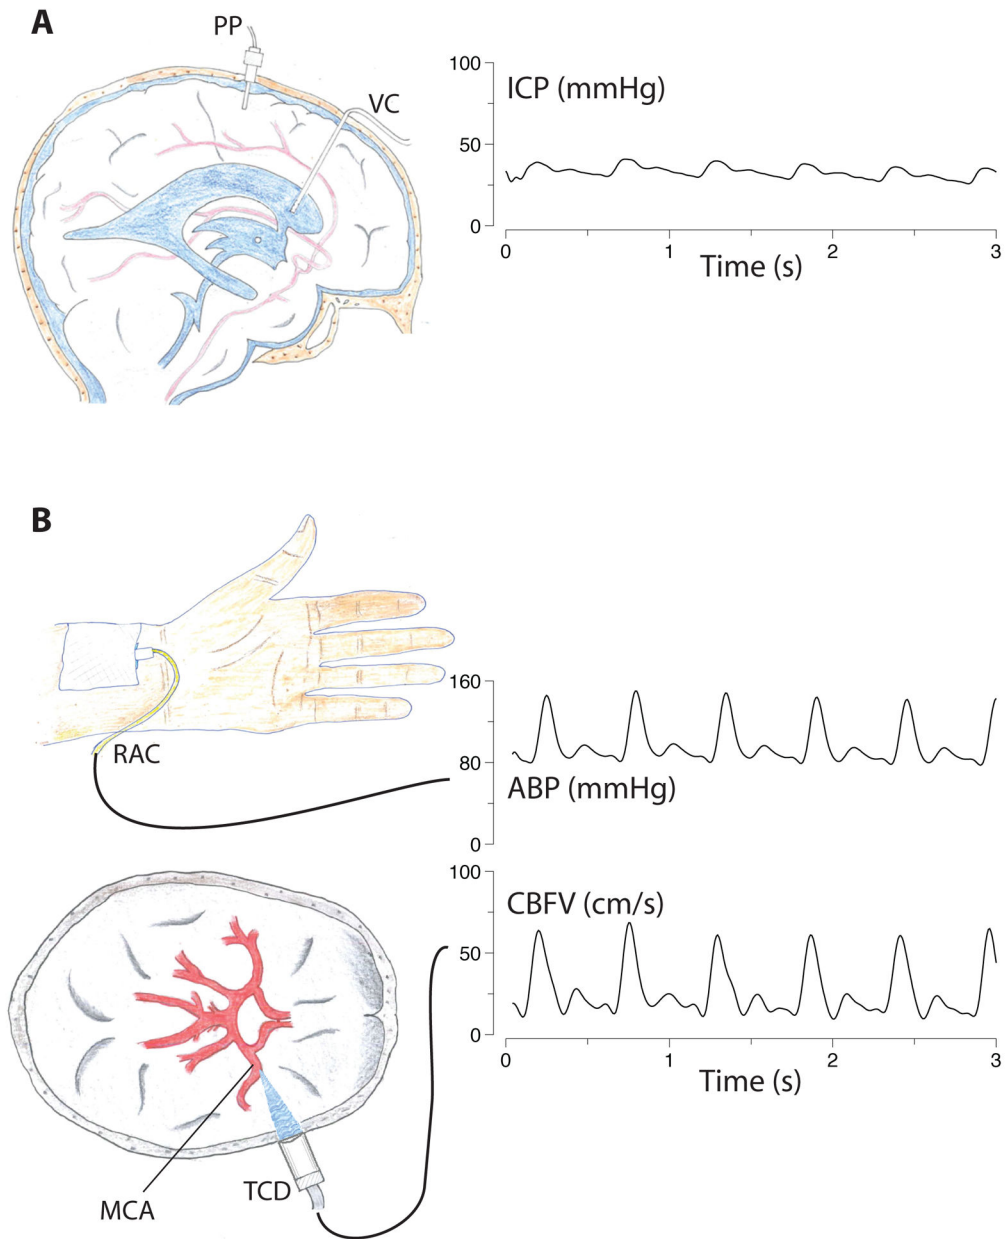 A
PP
VC
100
ICP (mmHg)
50
0
0
1
2
3
Time (s)
B
RAC
160
80
ABP (mmHg)
0
100
CBFV (cm/s)
50
0
0
1
2
3
Time (s)
TCD
MCA